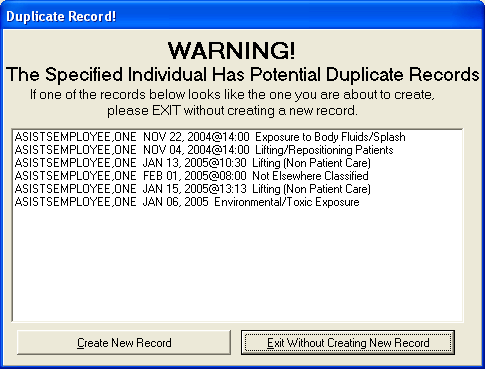 Duplicate Record!
WARNING!
The Specified Individual Has Potential Duplicate Records
If one of the records below looks like the one you are about to create,
please EXIT without creating a new record.
ASISTSEMPLOYEE,ONE NOV 22, 2004@14:00 Exposure to Body Fluids/Splash
ASISTSEMPLOYEE,ONE NOV 04, 2004@14:00 Lifting/Repositioning Patients
ASISTSEMPLOYEE,ONE JAN 13, 2005@10:30 Lifting (Non Patient Care)
ASISTSEMPLOYEE,ONE FEB 01, 2005@08:00 Not Elsewhere Classified
ASISTSEMPLOYEE,ONE JAN 15, 2005@13:13 Lifting (Non Patient Care)
ASISTSEMPLOYEE,ONE JAN 06, 2005 Environmental/Toxic Exposure
Create New Record
Exit Without Creating New Record